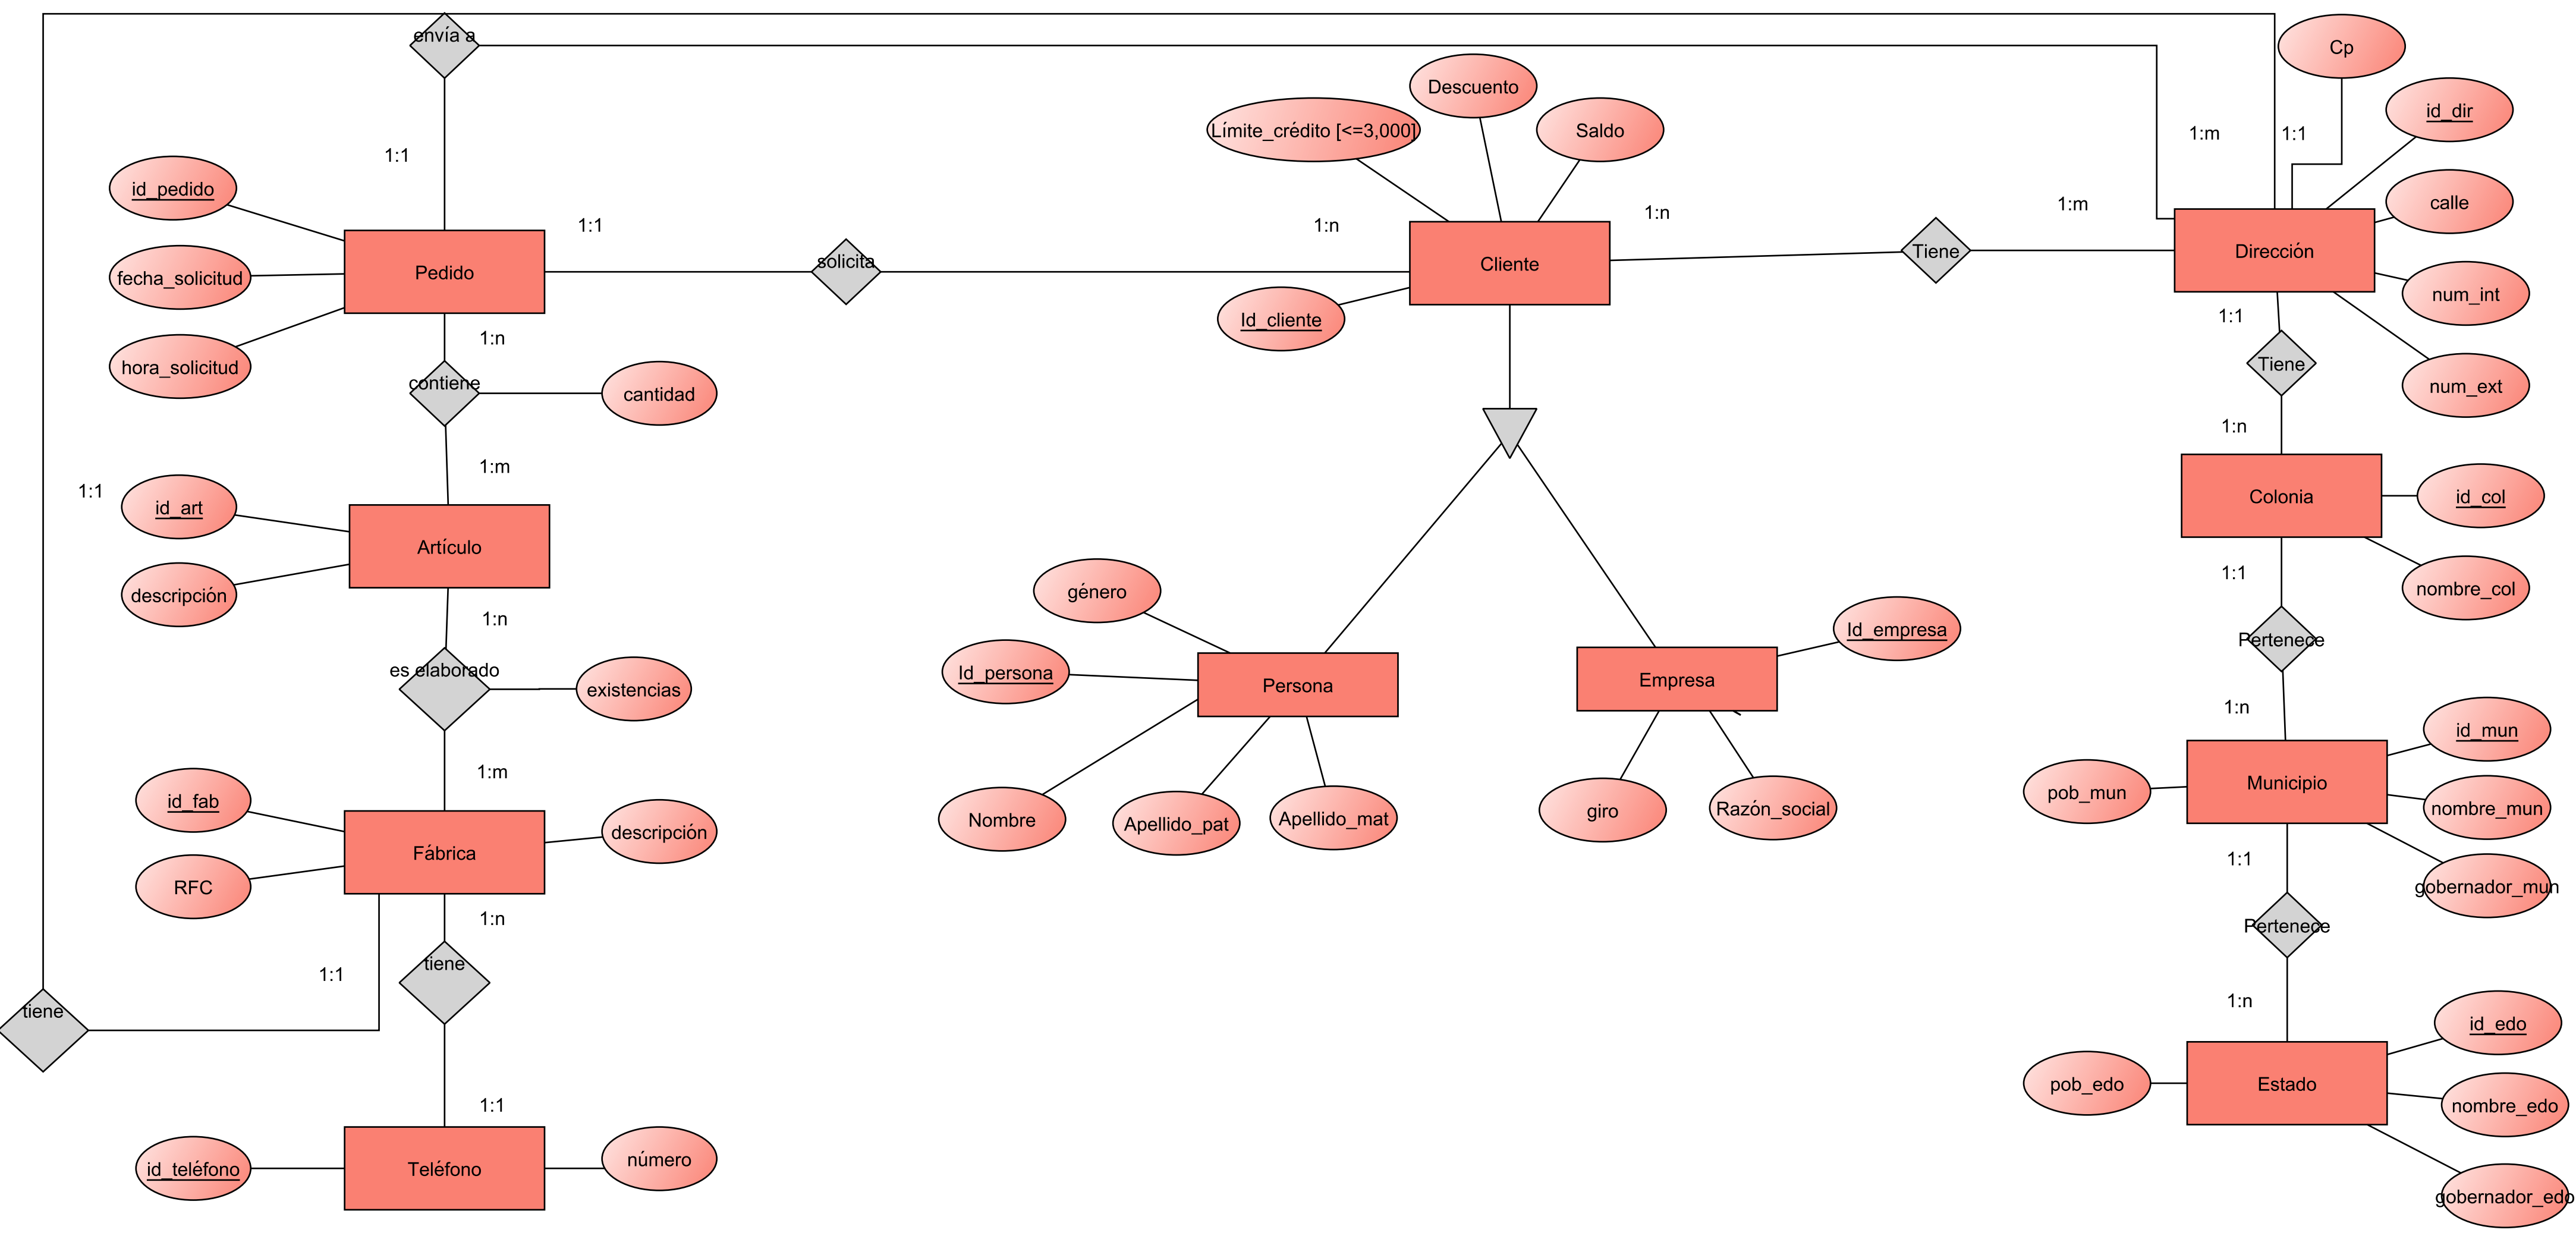 envía a
Cp
Descuento
id_dir
Límite_crédito [<=3,000]
Saldo
1:m
1:1
1:1
id_pedido
calle
1:1
1:n
1:n
1:m
Pedido
solicita
Cliente
Tiene
Dirección
fecha_solicitud
num_int
Id_cliente
1:1
1:n
hora_solicitud
contiene
cantidad
Tiene
num_ext
1:n
1:m
1:1
id_art
Colonia
id_col
Artículo
descripción
género
1:1
nombre_col
1:n
Id_empresa
Pertenece
es elaborado
existencias
Id_persona
Persona
Empresa
1:n
id_mun
1:m
Municipio
pob_mun
id_fab
nombre_mun
Nombre
Apellido_pat
Apellido_mat
giro
Razón_social
descripción
Fábrica
1:1
RFC
gobernador_mun
1:n
Pertenece
tiene
1:1
1:n
tiene
id_edo
pob_edo
Estado
1:1
nombre_edo
id_teléfono
Teléfono
número
gobernador_edo